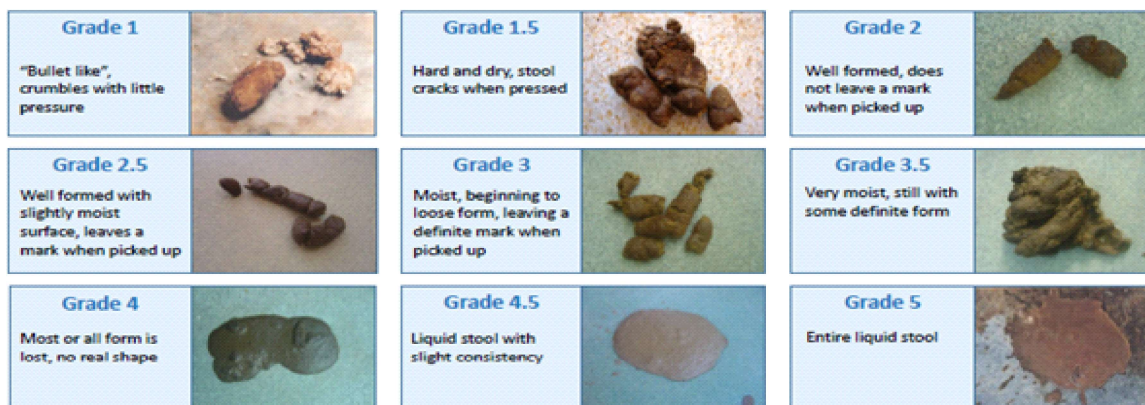 Grade 1
"Bullet like",
crumbles with little
pressure
Grade 1.5
Hard and dry, stool
cracks when pressed
Grade 2
Well formed, does
not leave a mark
when picked up
Grade 2.5
Well formed with
slightly moist
surface, leaves a
mark when picked up
Grade 3
Moist, beginning to
loose form, leaving a
definite mark when
picked up
Grade 3.5
Very moist, still with
some definite form
Grade 4
Most or all form is
lost, no real shape
Grade 4.5
Liquid stool with
slight consistency
Grade 5
Entire liquid stool